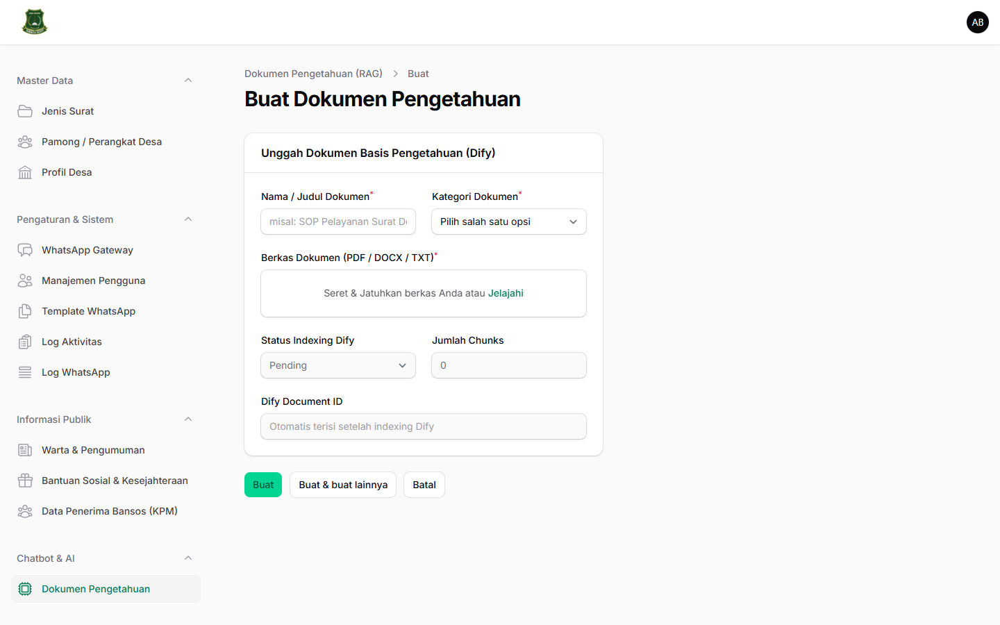 AB
Master Data
Jenis Surat
Pamong / Perangkat Desa
Profil Desa
Pengaturan & Sistem
WhatsApp Gateway
Manajemen Pengguna
Template WhatsApp
Log Aktivitas
Log WhatsApp
Informasi Publik
Warta & Pengumuman
Bantuan Sosial & Kesejahteraan
Data Penerima Bansos (KPM)
Chatbot & AI
Dokumen Pengetahuan
Dokumen Pengetahuan (RAG) > Buat
Buat Dokumen Pengetahuan
Unggah Dokumen Basis Pengetahuan (Dify)
Nama / Judul Dokumen* Kategori Dokumen*
misal: SOP Pelayanan Surat Pilih salah satu opsi
Berkas Dokumen (PDF / DOCX / TXT)*
Seret & Jatuhkan berkas Anda atau Jelajahi
Status Indexing Dify Jumlah Chunks
Pending 0
Dify Document ID
Otomatis terisi setelah indexing Dify
Buat Buat & buat lainnya Batal